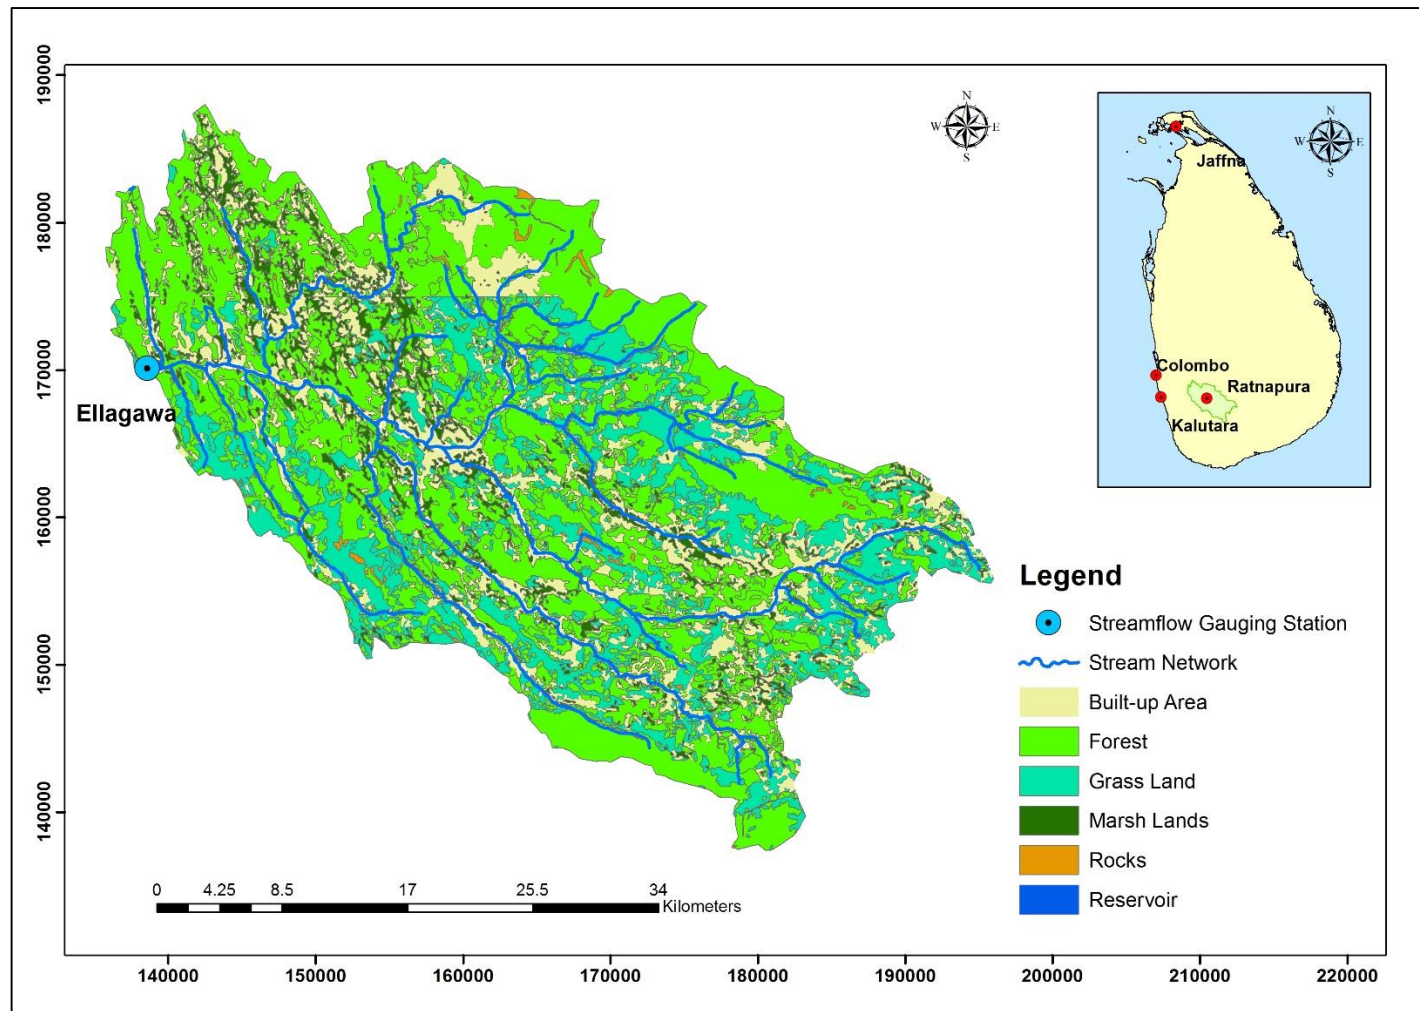 190000
180000
170000
160000
150000
140000
N
W
E
S
Ellagawa
N
W
E
S
Jaffna
Colombo
Ratnapura
Kalutara
Legend
Streamflow Gauging Station
Stream Network
Built-up Area
Forest
Grass Land
Marsh Lands
Rocks
Reservoir
0 4.25 8.5 17 25.5 34
Kilometers
140000 150000 160000 170000 180000 190000 200000 210000 220000